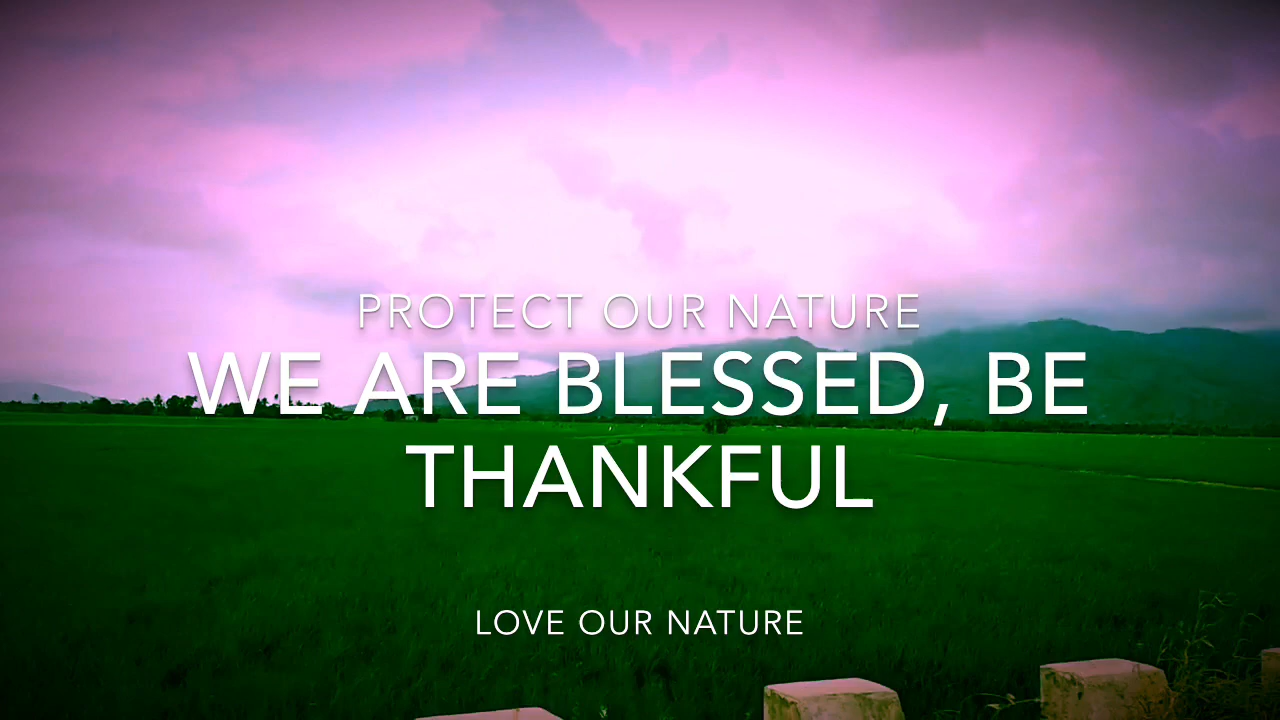 PROTECT OUR NATURE
WE ARE BLESSED, BE
THANKFUL
LOVE OUR NATURE